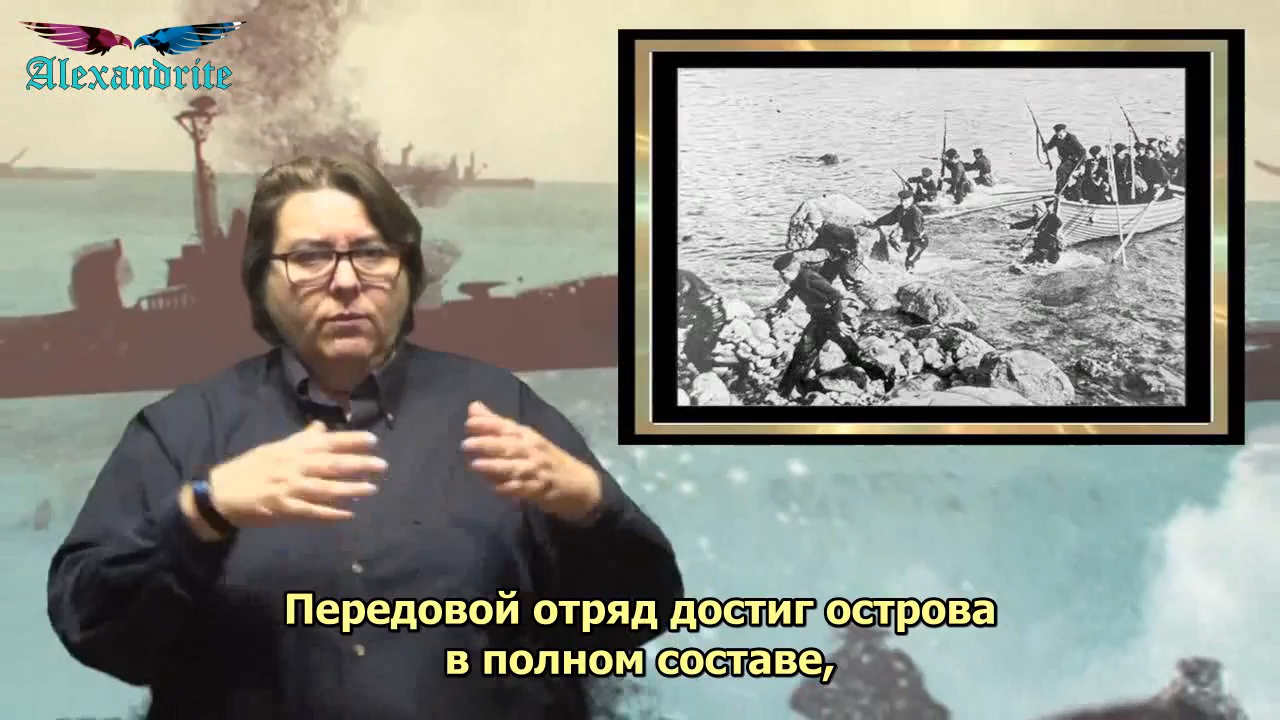 Alexandrite
Передовой отряд достиг острова
в полном составе,